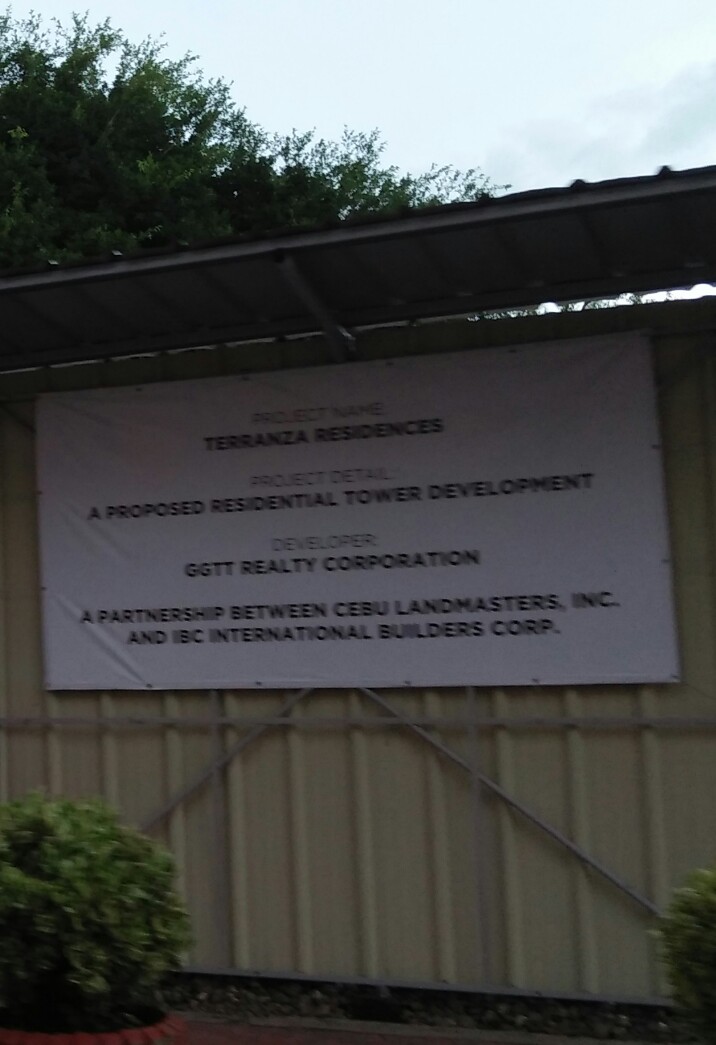 PROJECT NAME:
TERRANZA RESIDENCES
PROJECT DETAIL:
A PROPOSED RESIDENTIAL TOWER DEVELOPMENT
DEVELOPER:
GGTT REALTY CORPORATION
A PARTNERSHIP BETWEEN CEBU LANDMASTERS, INC.
AND IBC INTERNATIONAL BUILDERS CORP.